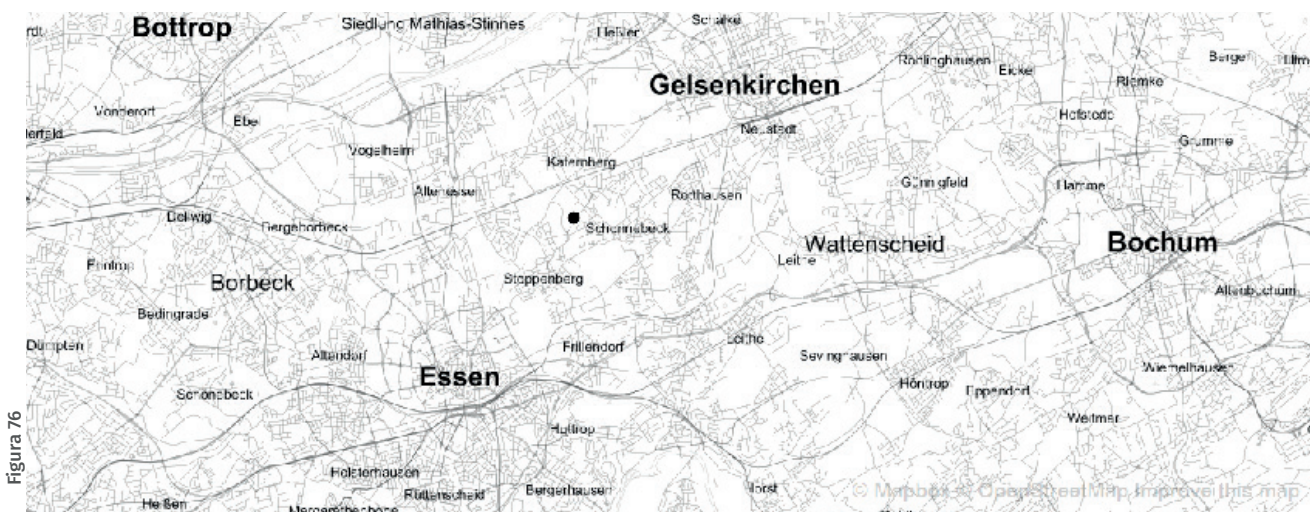 Bottrop
Siedlung Mathias-Stinnes
Schalke
Heßler
Röhlinghausen
Eickel
Riemke
Gelsenkirchen
Vonderort
Ebel
Hofstede
Neustadt
Grumme
Vogelheim
Katernberg
Altenessen
Rotthausen
Günnigfeld
Hamme
Dellwig
Bergeborbeck
Schonnebeck
Wattenscheid
Bochum
Leithe
Frintrop
Borbeck
Stoppenberg
Altenbochum
Bedingrade
Dümpten
Altendorf
Frillendorf
Leithe
Sevinghausen
Essen
Wiemelhausen
Schönebeck
Höntrop
Eppendorf
Weitmar
Figura 76
Huttrop
Holsterhausen
Rüttenscheid
Bergerhausen
Horst
Heißen
Margarethenhöhe
© Mapbox © OpenStreetMap Improve this map